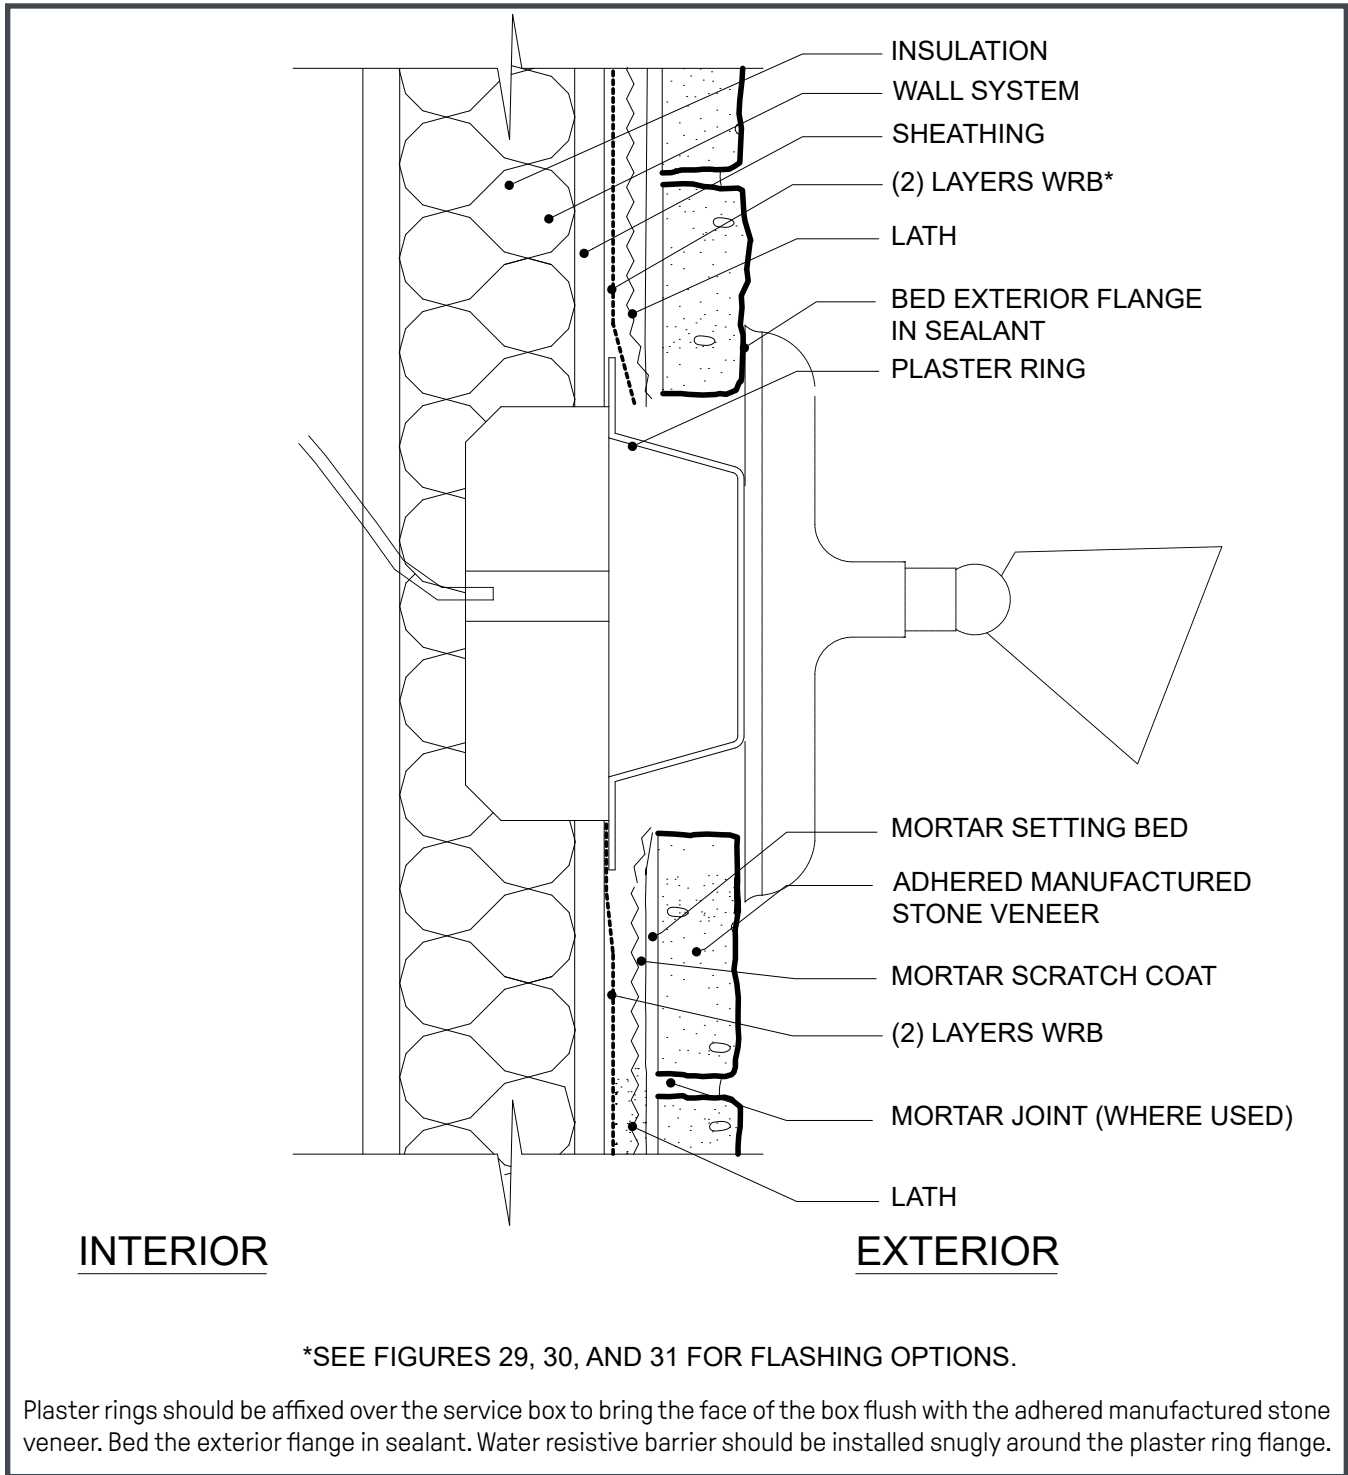 INSULATION
WALL SYSTEM
SHEATHING
(2) LAYERS WRB*
LATH
BED EXTERIOR FLANGE
IN SEALANT
PLASTER RING
MORTAR SETTING BED
ADHERED MANUFACTURED
STONE VENEER
MORTAR SCRATCH COAT
(2) LAYERS WRB
MORTAR JOINT (WHERE USED)
LATH
INTERIOR
EXTERIOR
*SEE FIGURES 29, 30, AND 31 FOR FLASHING OPTIONS.
Plaster rings should be affixed over the service box to bring the face of the box flush with the adhered manufactured stone
veneer. Bed the exterior flange in sealant. Water resistive barrier should be installed snugly around the plaster ring flange.